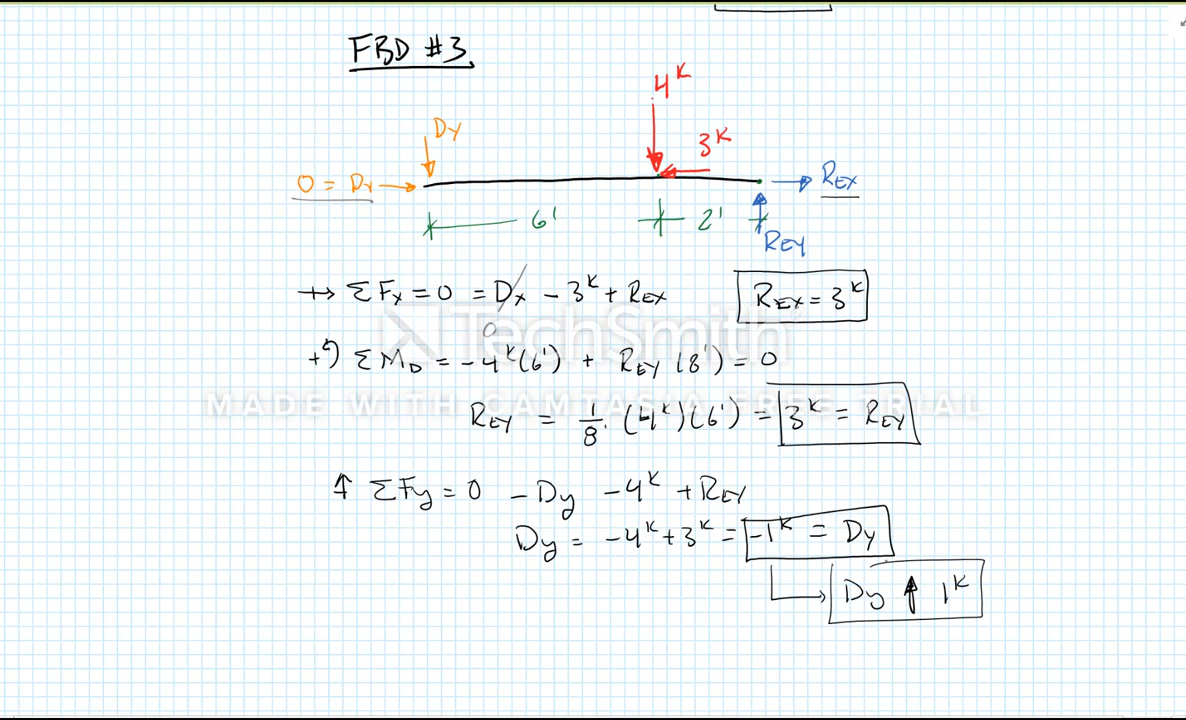 FBD #3.
4ᴷ
3ᴷ
Dy
0 = Dy
REX
6'
2'
REY
ΣFx = 0 = Dx - 3ᴷ + REX
REX = 3ᴷ
0
TechSmith
+ ΣMD = -4ᴷ(6') + REY (8') = 0
MADE WITH CAMTASIA FREE TRIAL
REY = 1/8 . (4ᴷ)(6') = 3ᴷ = REY
↑ ΣFy = 0 - Dy - 4ᴷ + REY
Dy = -4ᴷ + 3ᴷ = -1ᴷ = Dy
Dy ↑ 1ᴷ